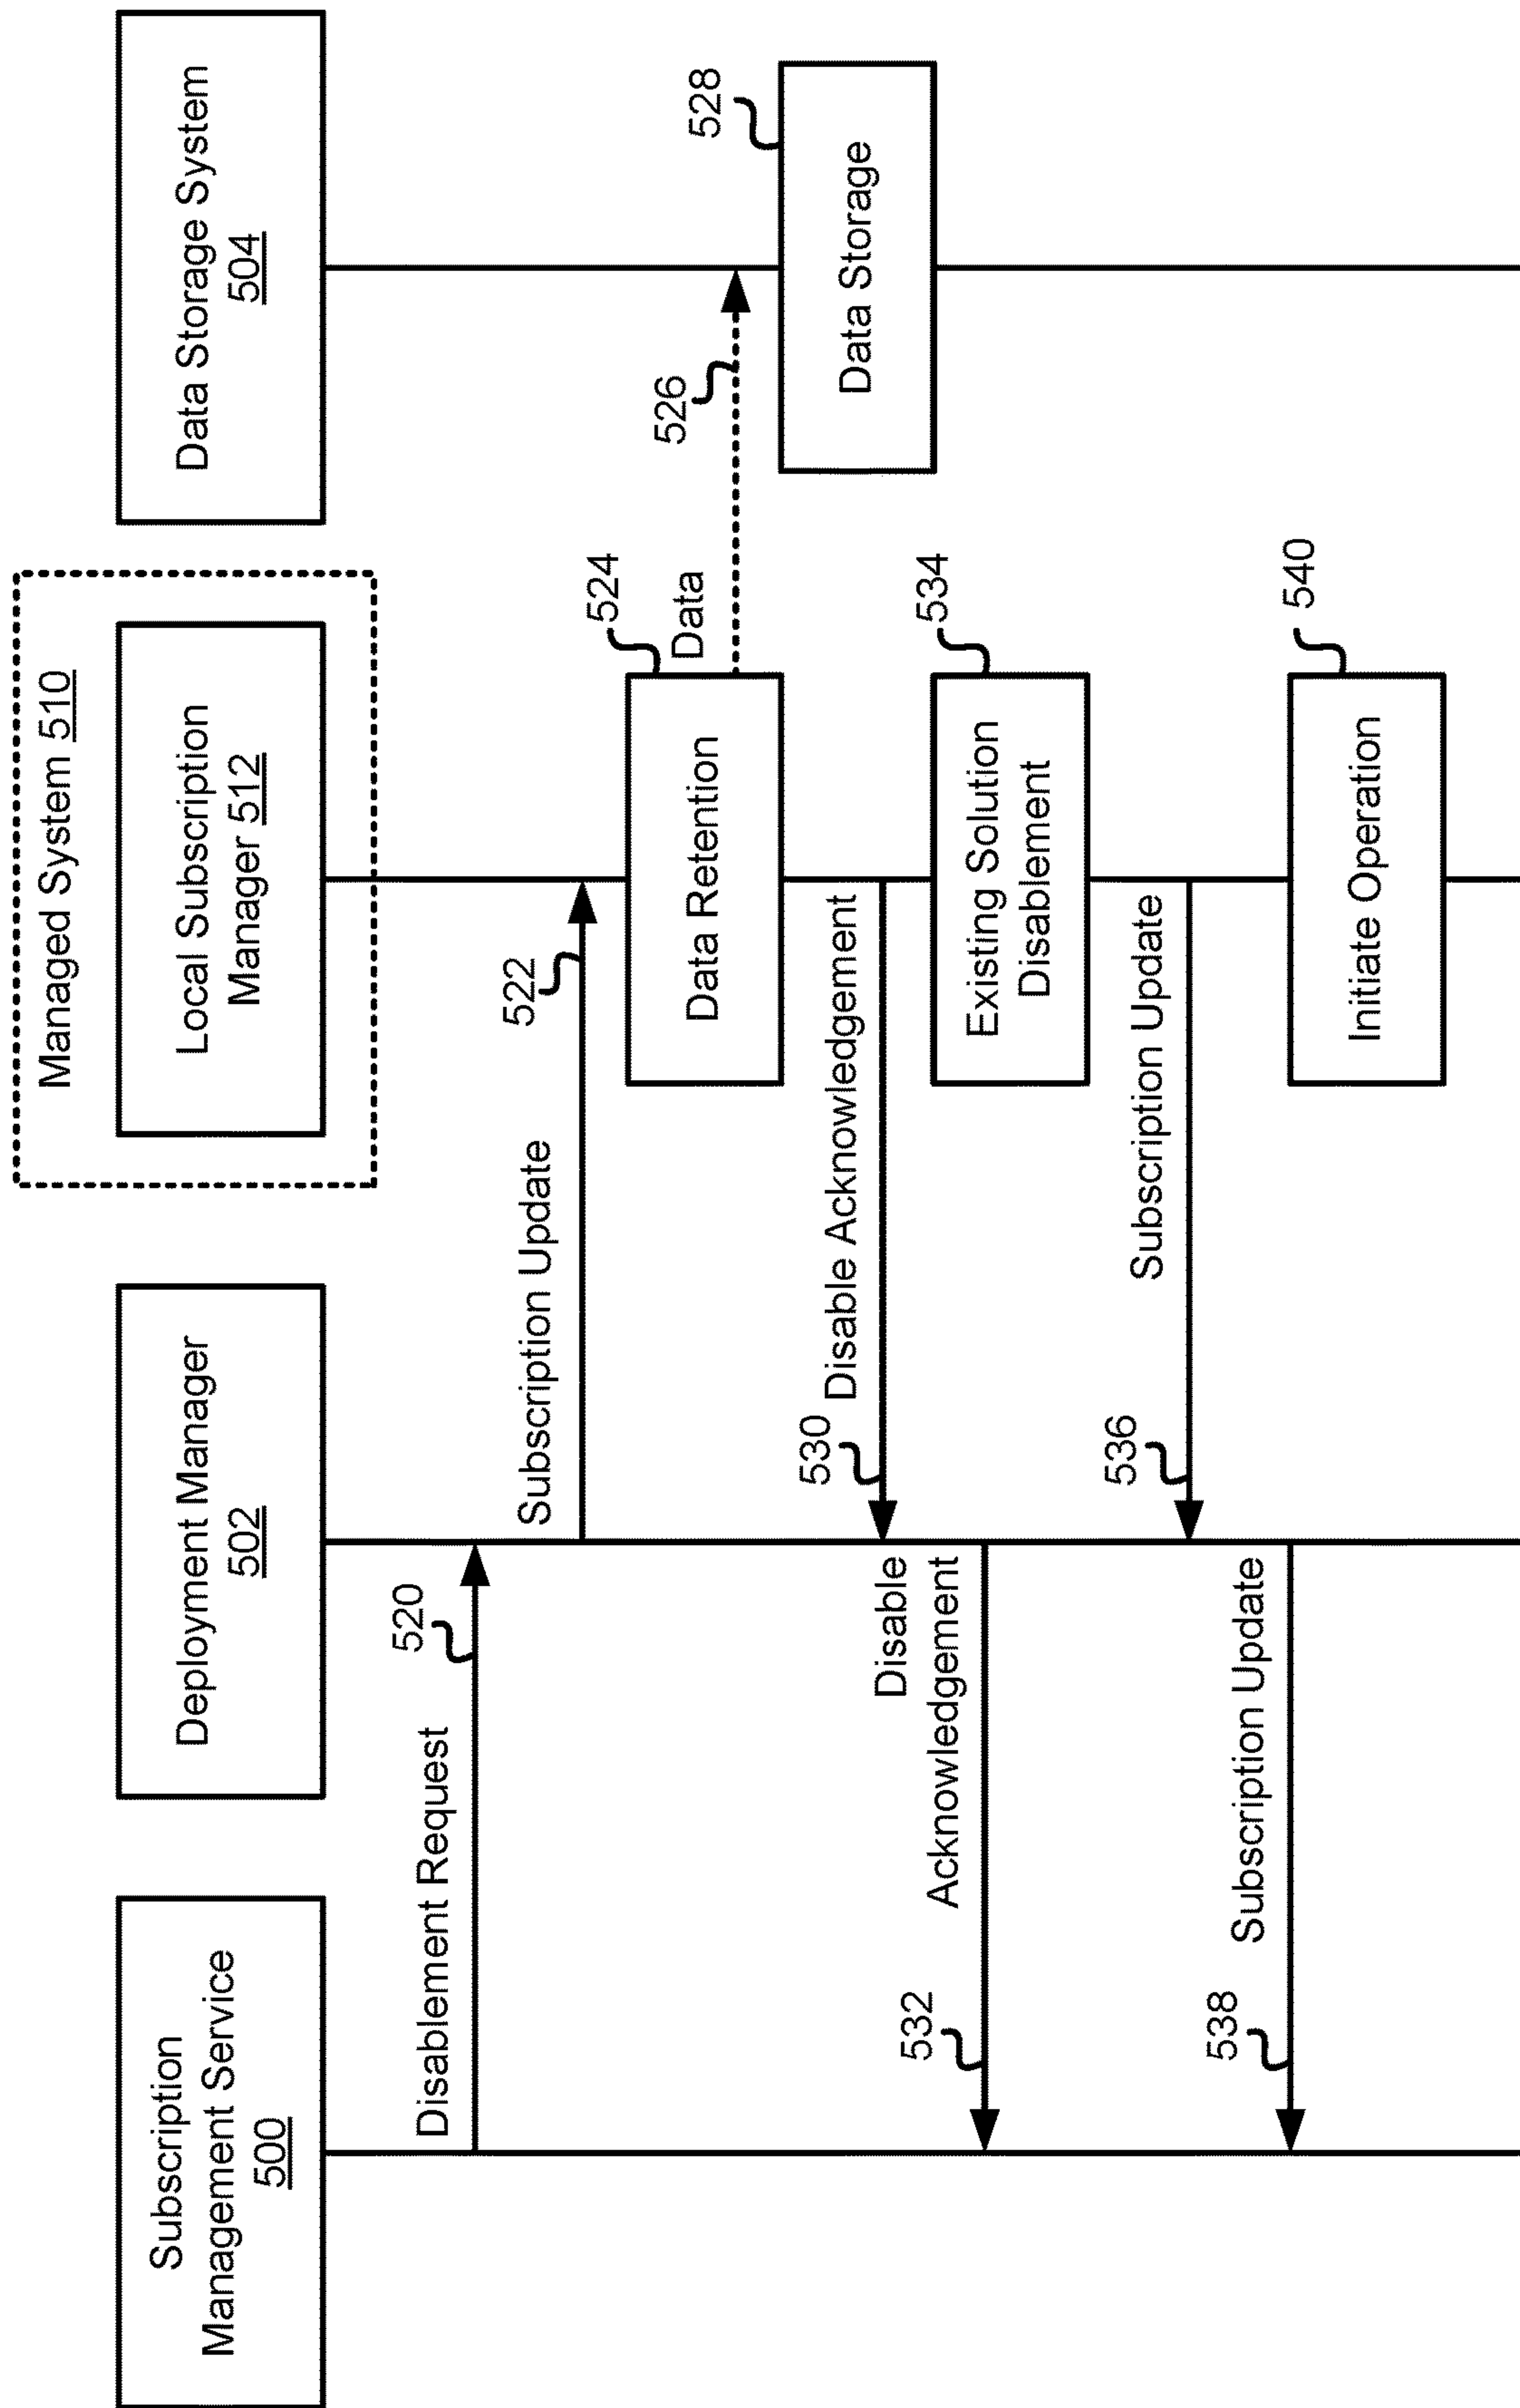 Subscription
Management Service
500
Deployment Manager
502
Managed System 510
Local Subscription
Manager 512
Data Storage System
504
Disablement Request
520
Subscription Update
522
Data Retention
524
Data
526
Data Storage
528
Disable Acknowledgement
530
Disable
Acknowledgement
532
Existing Solution
Disablement
534
Subscription Update
536
Subscription Update
538
Initiate Operation
540